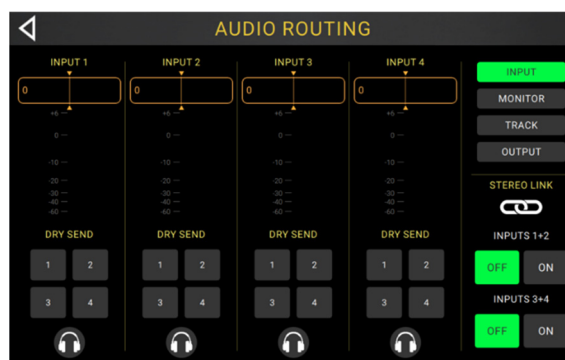 AUDIO ROUTING
INPUT 1 INPUT 2 INPUT 3 INPUT 4
0 0 0 0
+6 +6 +6 +6
0 0 0 0
-10 -10 -10 -10
-20 -20 -20 -20
-30 -30 -30 -30
-40 -40 -40 -40
-60 -60 -60 -60
DRY SEND DRY SEND DRY SEND DRY SEND
1 2 1 2 1 2 1 2
3 4 3 4 3 4 3 4
INPUT
MONITOR
TRACK
OUTPUT
STEREO LINK
INPUTS 1+2
OFF ON
INPUTS 3+4
OFF ON